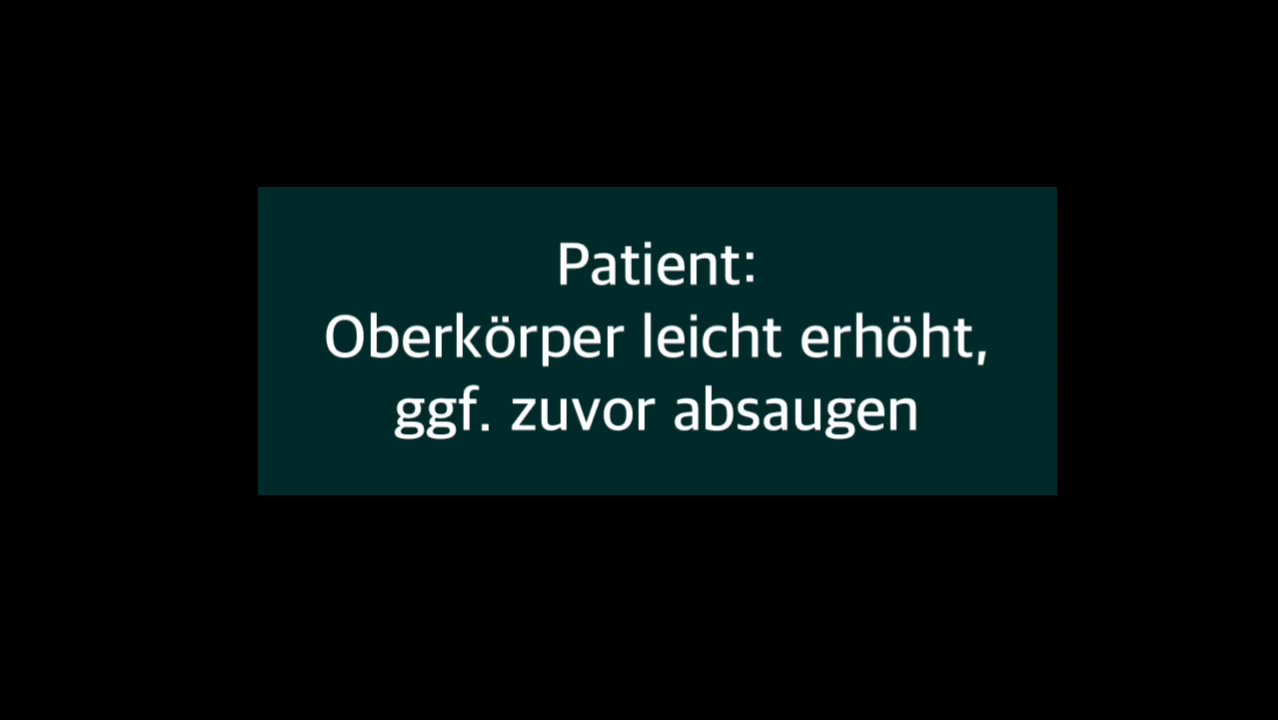 Patient:
Oberkörper leicht erhöht,
ggf. zuvor absaugen